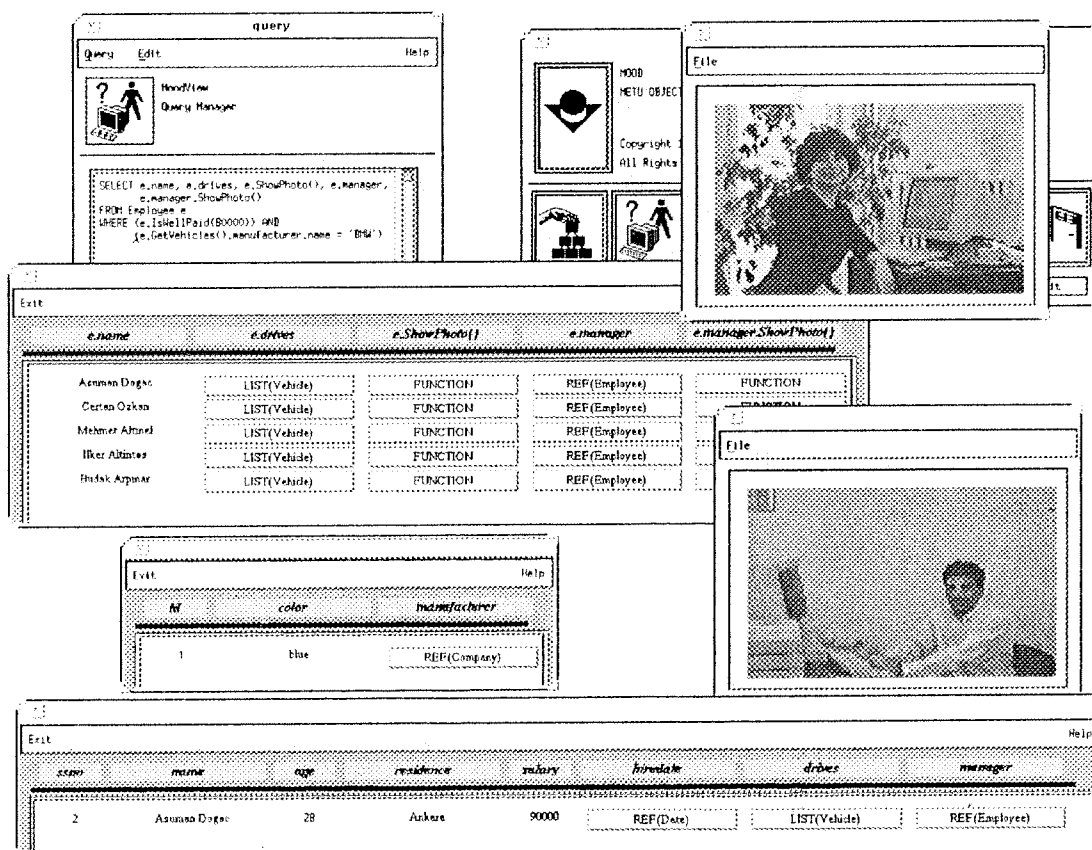 query
Query Edit Help
MoodView
Query Manager
SELECT e.name, e.drives, e.ShowPhoto(), e.manager,
e.manager.ShowPhoto()
FROM Employee e
WHERE (e.IsWellPaid(80000)) AND
(e.GetVehicles().manufacturer.name = 'BMW')
MOOD
METU OBJECT
Copyright
All Rights
File
Exit
e.name e.drives e.ShowPhoto() e.manager e.manager.ShowPhoto()
Asuman Dogac LIST(Vehicle) FUNCTION REF(Employee) FUNCTION
Cetin Ozkan LIST(Vehicle) FUNCTION REF(Employee)
Mehmet Altinel LIST(Vehicle) FUNCTION REF(Employee)
Ilker Altintas LIST(Vehicle) FUNCTION REF(Employee)
Budak Arpinar LIST(Vehicle) FUNCTION REF(Employee)
File
Exit Help
Id color manufacturer
1 blue REF(Company)
Exit Help
ssno name age residence salary hiredate drives manager
2 Asuman Dogac 28 Ankara 90000 REF(Date) LIST(Vehicle) REF(Employee)